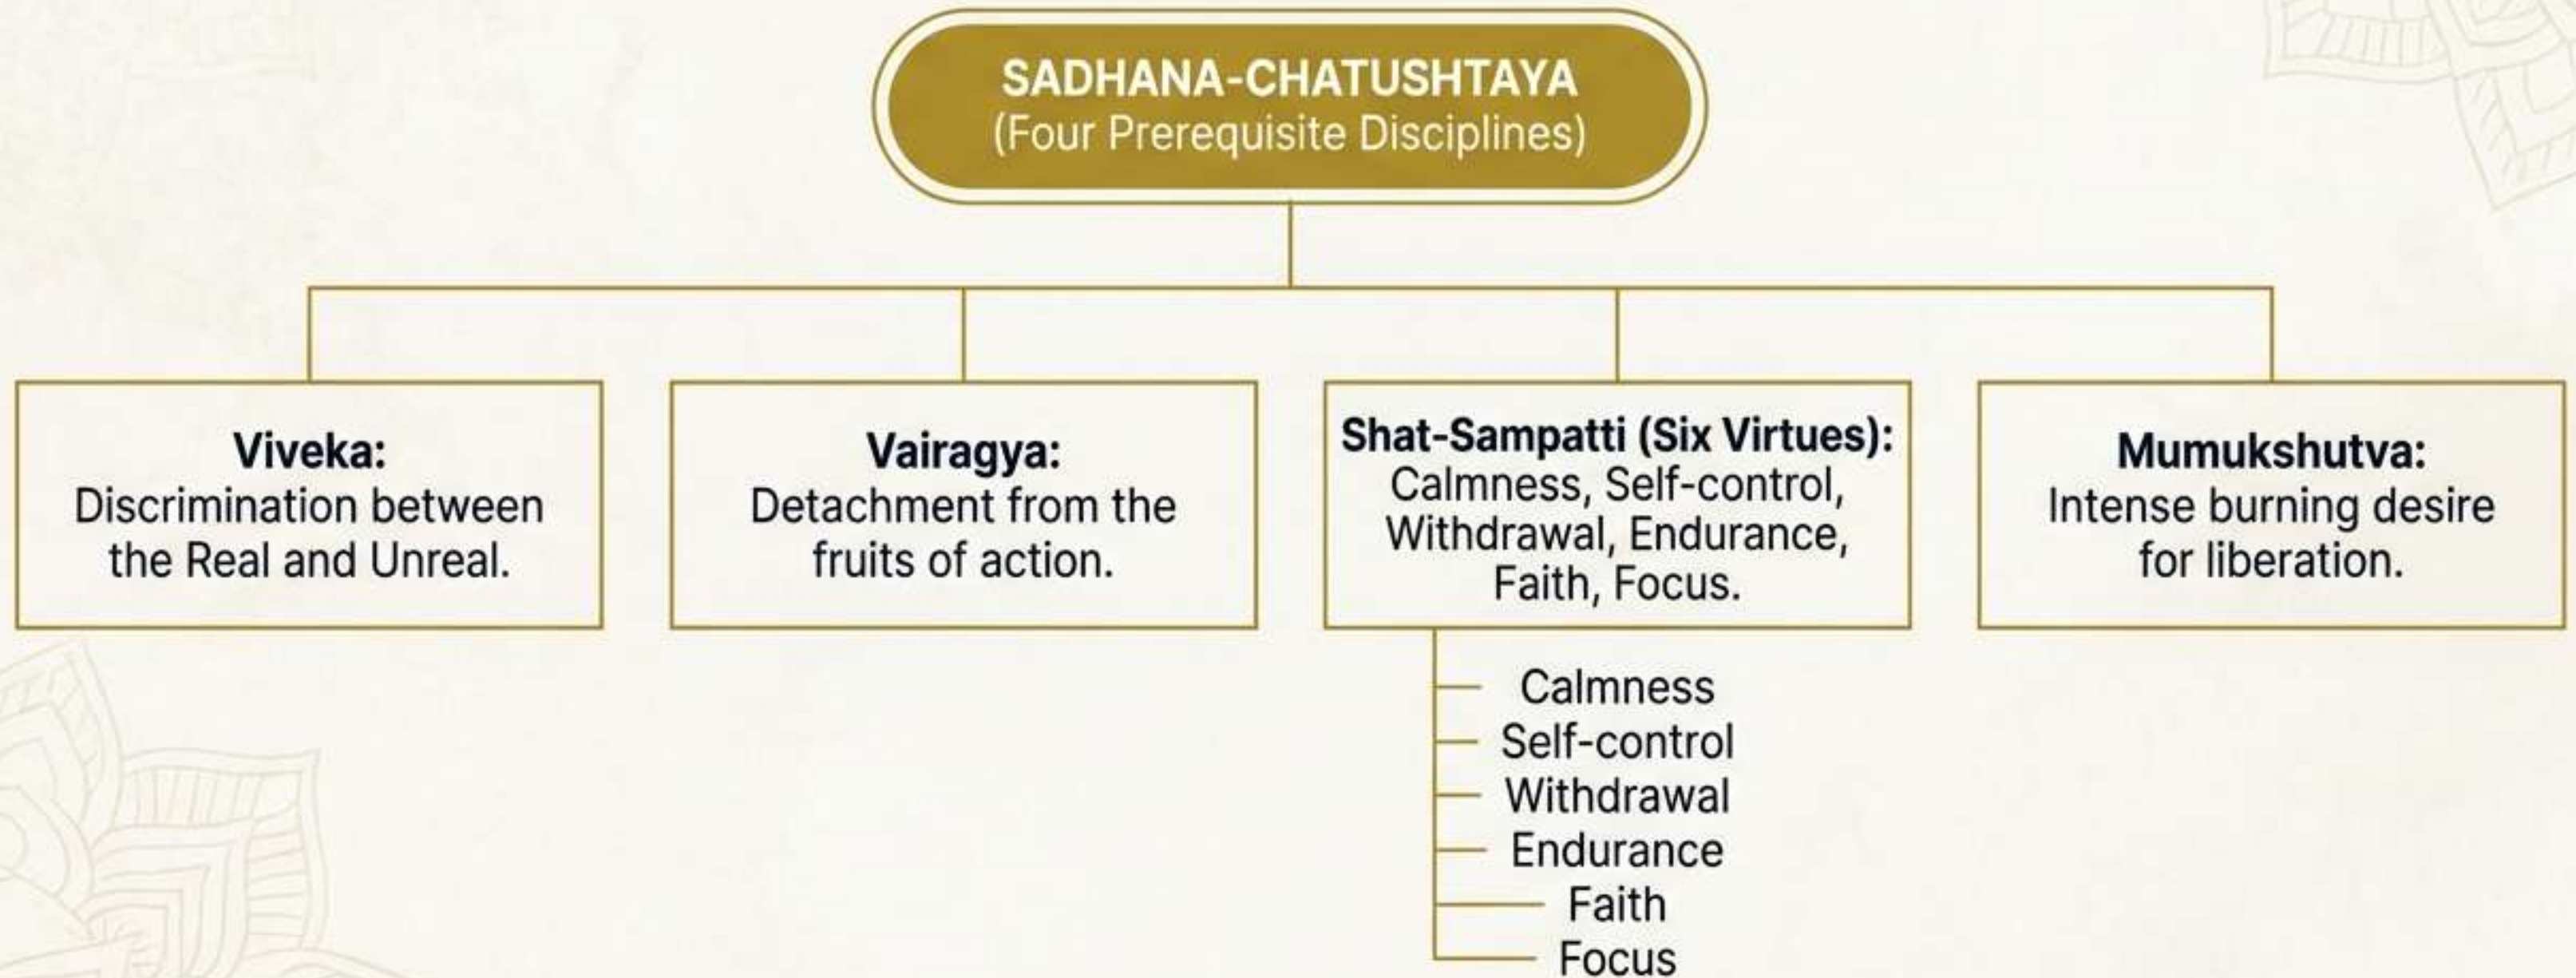 SADHANA-CHATUSHTAYA
(Four Prerequisite Disciplines)
Viveka:
Discrimination between
the Real and Unreal.
Vairagya:
Detachment from the
fruits of action.
Shat-Sampatti (Six Virtues):
Calmness, Self-control,
Withdrawal, Endurance,
Faith, Focus.
Calmness
Self-control
Withdrawal
Endurance
Faith
Focus
Mumukshutva:
Intense burning desire
for liberation.